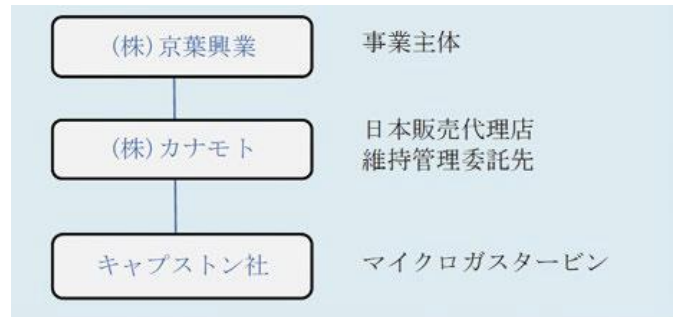 (株)京葉興業
事業主体
(株)カナモト
日本販売代理店
維持管理委託先
キャプストン社
マイクロガスタービン